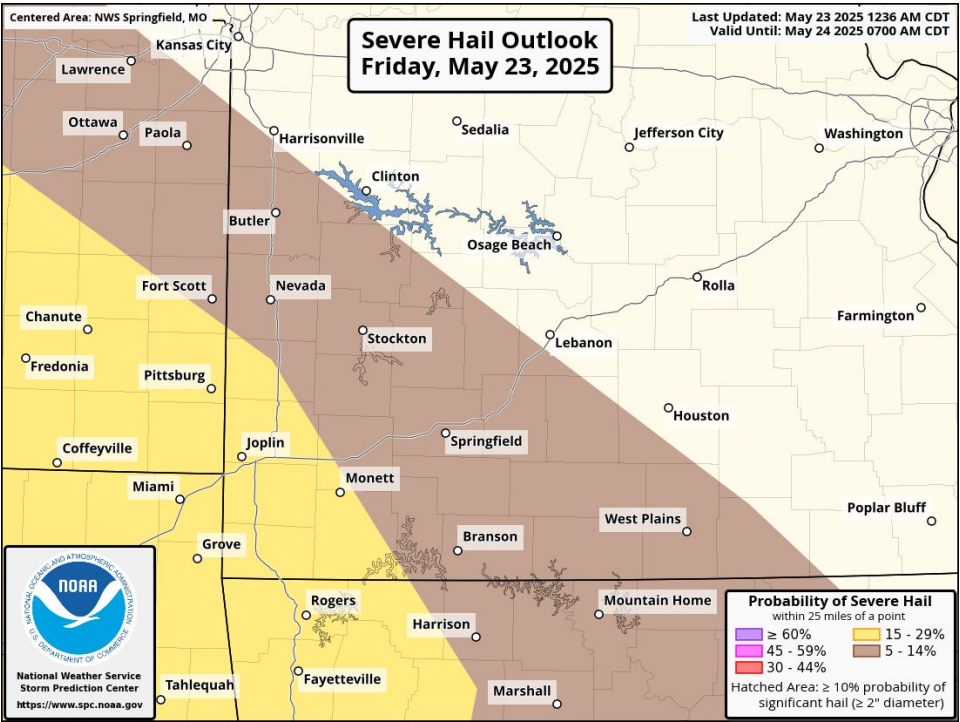 Centered Area: NWS Springfield, MO
Severe Hail Outlook
Friday, May 23, 2025
Last Updated: May 23 2025 1236 AM CDT
Valid Until: May 24 2025 0700 AM CDT
Kansas City
Lawrence
Ottawa
Paola
Harrisonville
Sedalia
Jefferson City
Washington
Clinton
Butler
Osage Beach
Fort Scott
Nevada
Rolla
Chanute
Farmington
Stockton
Lebanon
Fredonia
Pittsburg
Houston
Coffeyville
Joplin
Springfield
Miami
Monett
Poplar Bluff
West Plains
Grove
Branson
Rogers
Mountain Home
Harrison
Fayetteville
Tahlequah
Marshall
NATIONAL OCEANIC AND ATMOSPHERIC ADMINISTRATION
NOAA
U.S. DEPARTMENT OF COMMERCE
National Weather Service
Storm Prediction Center
https://www.spc.noaa.gov
Probability of Severe Hail
within 25 miles of a point
≥ 60%
15 - 29%
45 - 59%
5 - 14%
30 - 44%
Hatched Area: ≥ 10% probability of
significant hail (≥ 2" diameter)